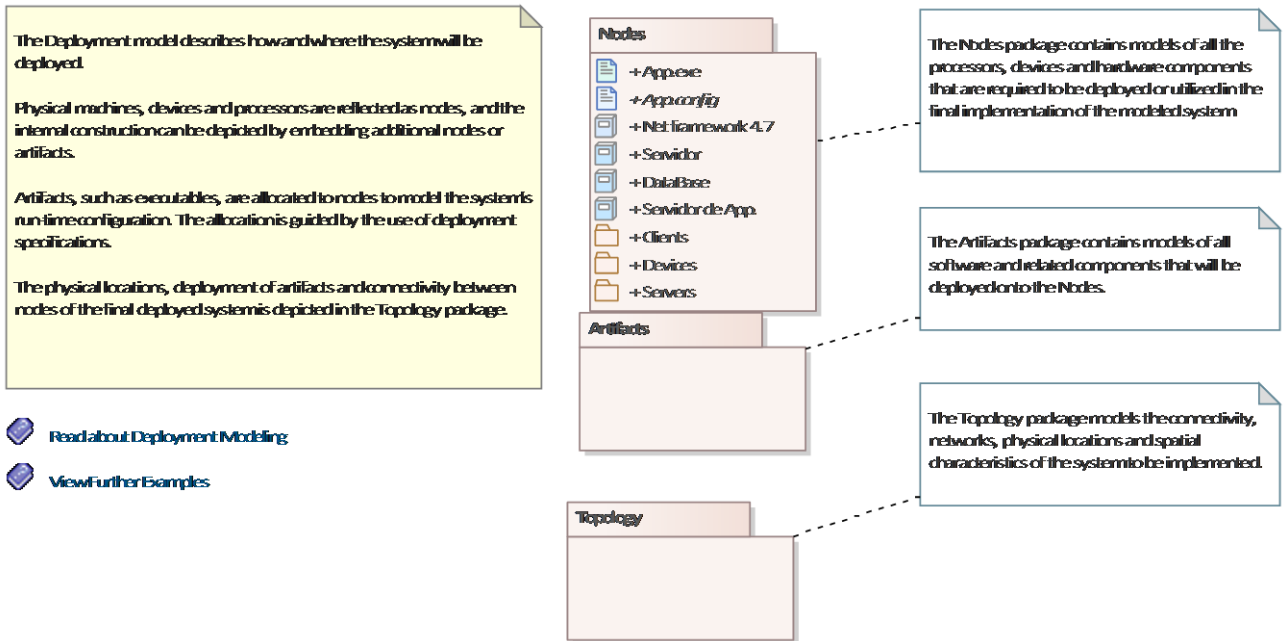 The Deployment model describes how and where the system will be
deployed.
Physical machines, devices and processors are reflected as nodes, and the
internal construction can be depicted by embedding additional nodes or
artifacts.
Artifacts, such as executables, are allocated to nodes to model the system's
run-time configuration. The allocation is guided by the use of deployment
specifications.
The physical locations, deployment of artifacts and connectivity between
nodes of the final deployed system is depicted in the Topology package.
Read about Deployment Modeling
View Further Examples
Nodes
+ App.exe
+ App.config
+ Net framework 4.7
+ Servidor
+ DataBase
+ Servidor de App.
+ Clients
+ Devices
+ Servers
Artifacts
Topology
The Nodes package contains models of all the
processors, devices and hardware components
that are required to be deployed or utilized in the
final implementation of the modeled system
The Artifacts package contains models of all
software and related components that will be
deployed onto the Nodes.
The Topology package models the connectivity,
networks, physical locations and spatial
characteristics of the system to be implemented.